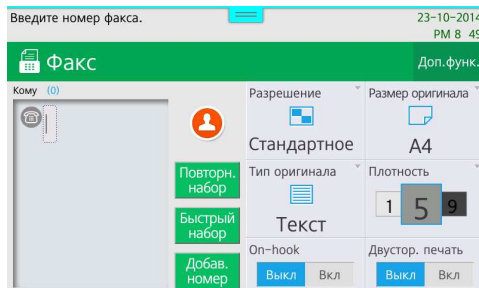 Введите номер факса.
23-10-2014
PM 8 49
Факс
Доп.функ.
Кому (0)
Повторн.
набор
Быстрый
набор
Добав.
номер
Разрешение
Стандартное
Размер оригинала
A4
Тип оригинала
Текст
Плотность
1 5 9
On-hook
Выкл Вкл
Двустор. печать
Выкл Вкл